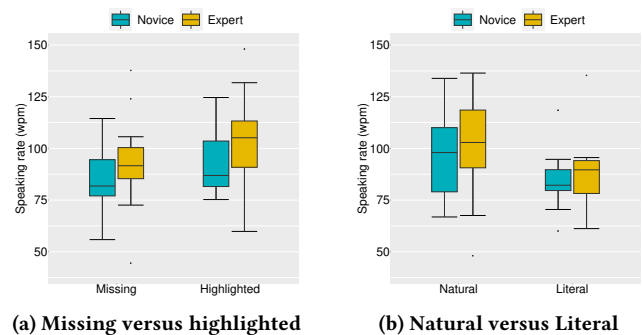 Novice Expert
150
125
100
75
50
Speaking rate (wpm)
Missing Highlighted
(a) Missing versus highlighted
Novice Expert
150
125
100
75
50
Speaking rate (wpm)
Natural Literal
(b) Natural versus Literal